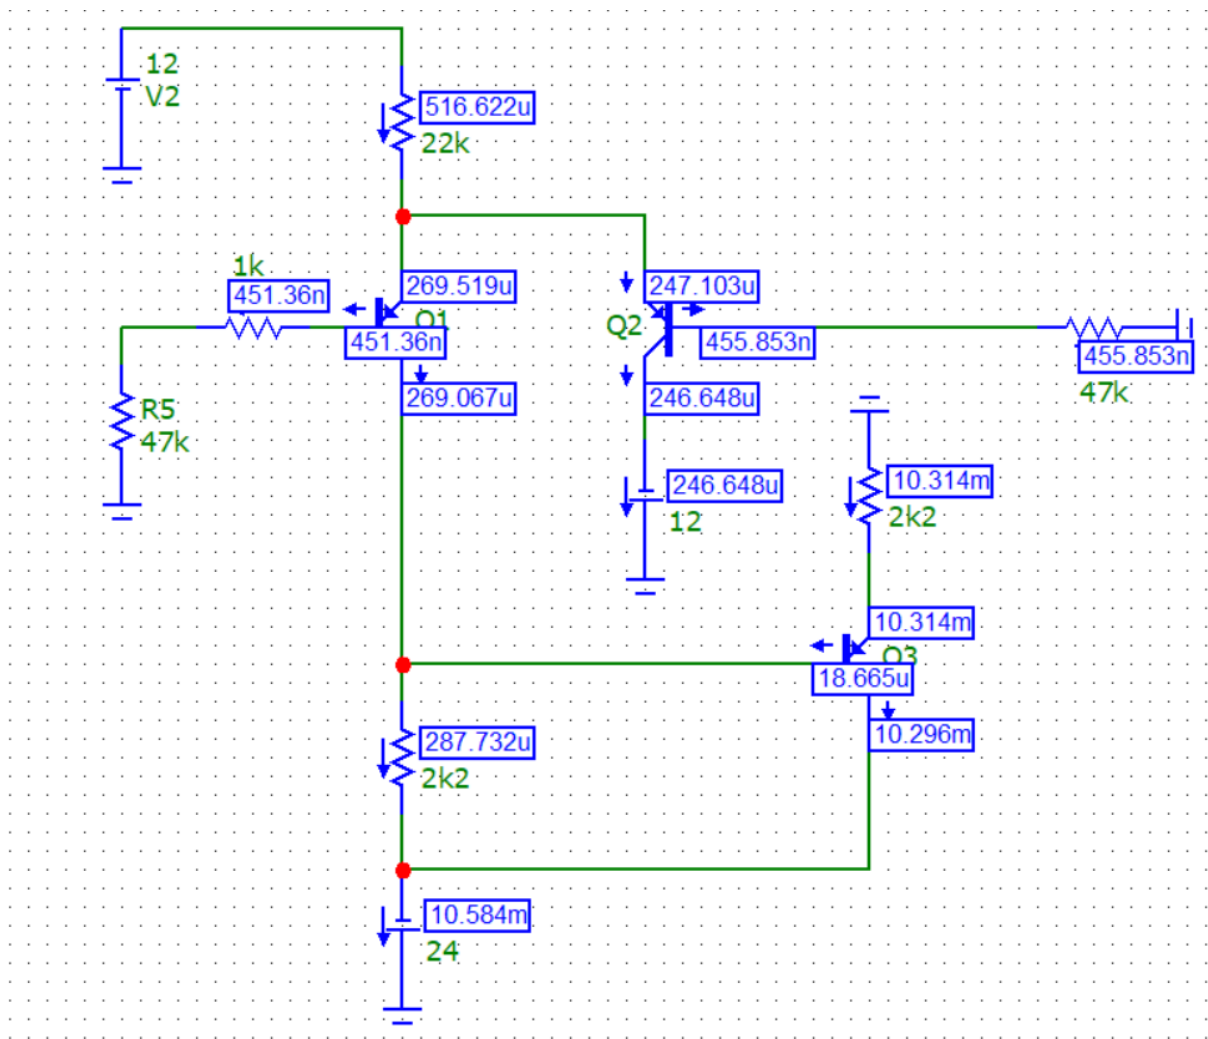 12
V2
516.622u
22k
1k
451.36n
269.519u
Q1
451.36n
269.067u
247.103u
Q2
455.853n
246.648u
455.853n
47k
R5
47k
246.648u
12
10.314m
2k2
10.314m
Q3
18.665u
10.296m
287.732u
2k2
10.584m
24